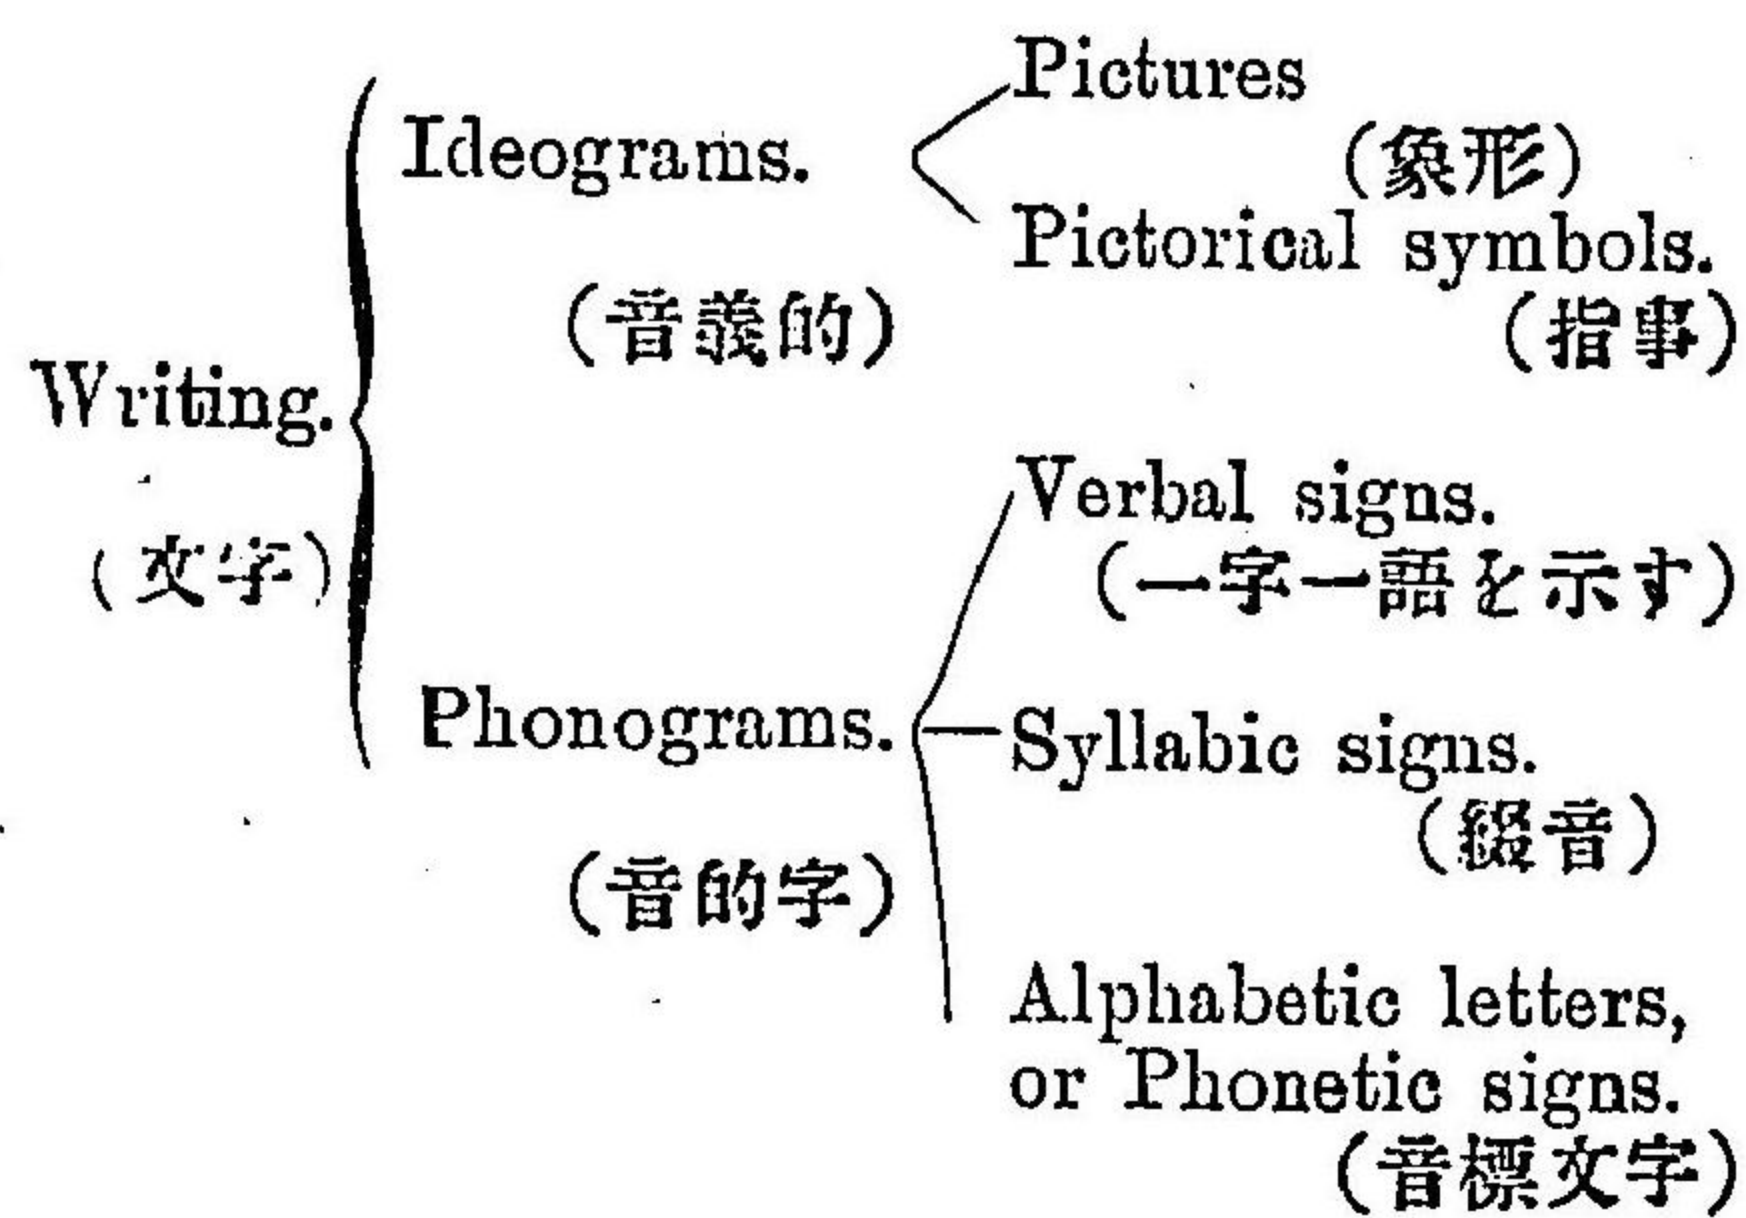 Writing.
(文字)
Ideograms.
(音義的)
Pictures
(象形)
Pictorical symbols.
(指事)
Phonograms.
(音的字)
Verbal signs.
(一字一語を示す)
Syllabic signs.
(綴音)
Alphabetic letters,
or Phonetic signs.
(音標文字)